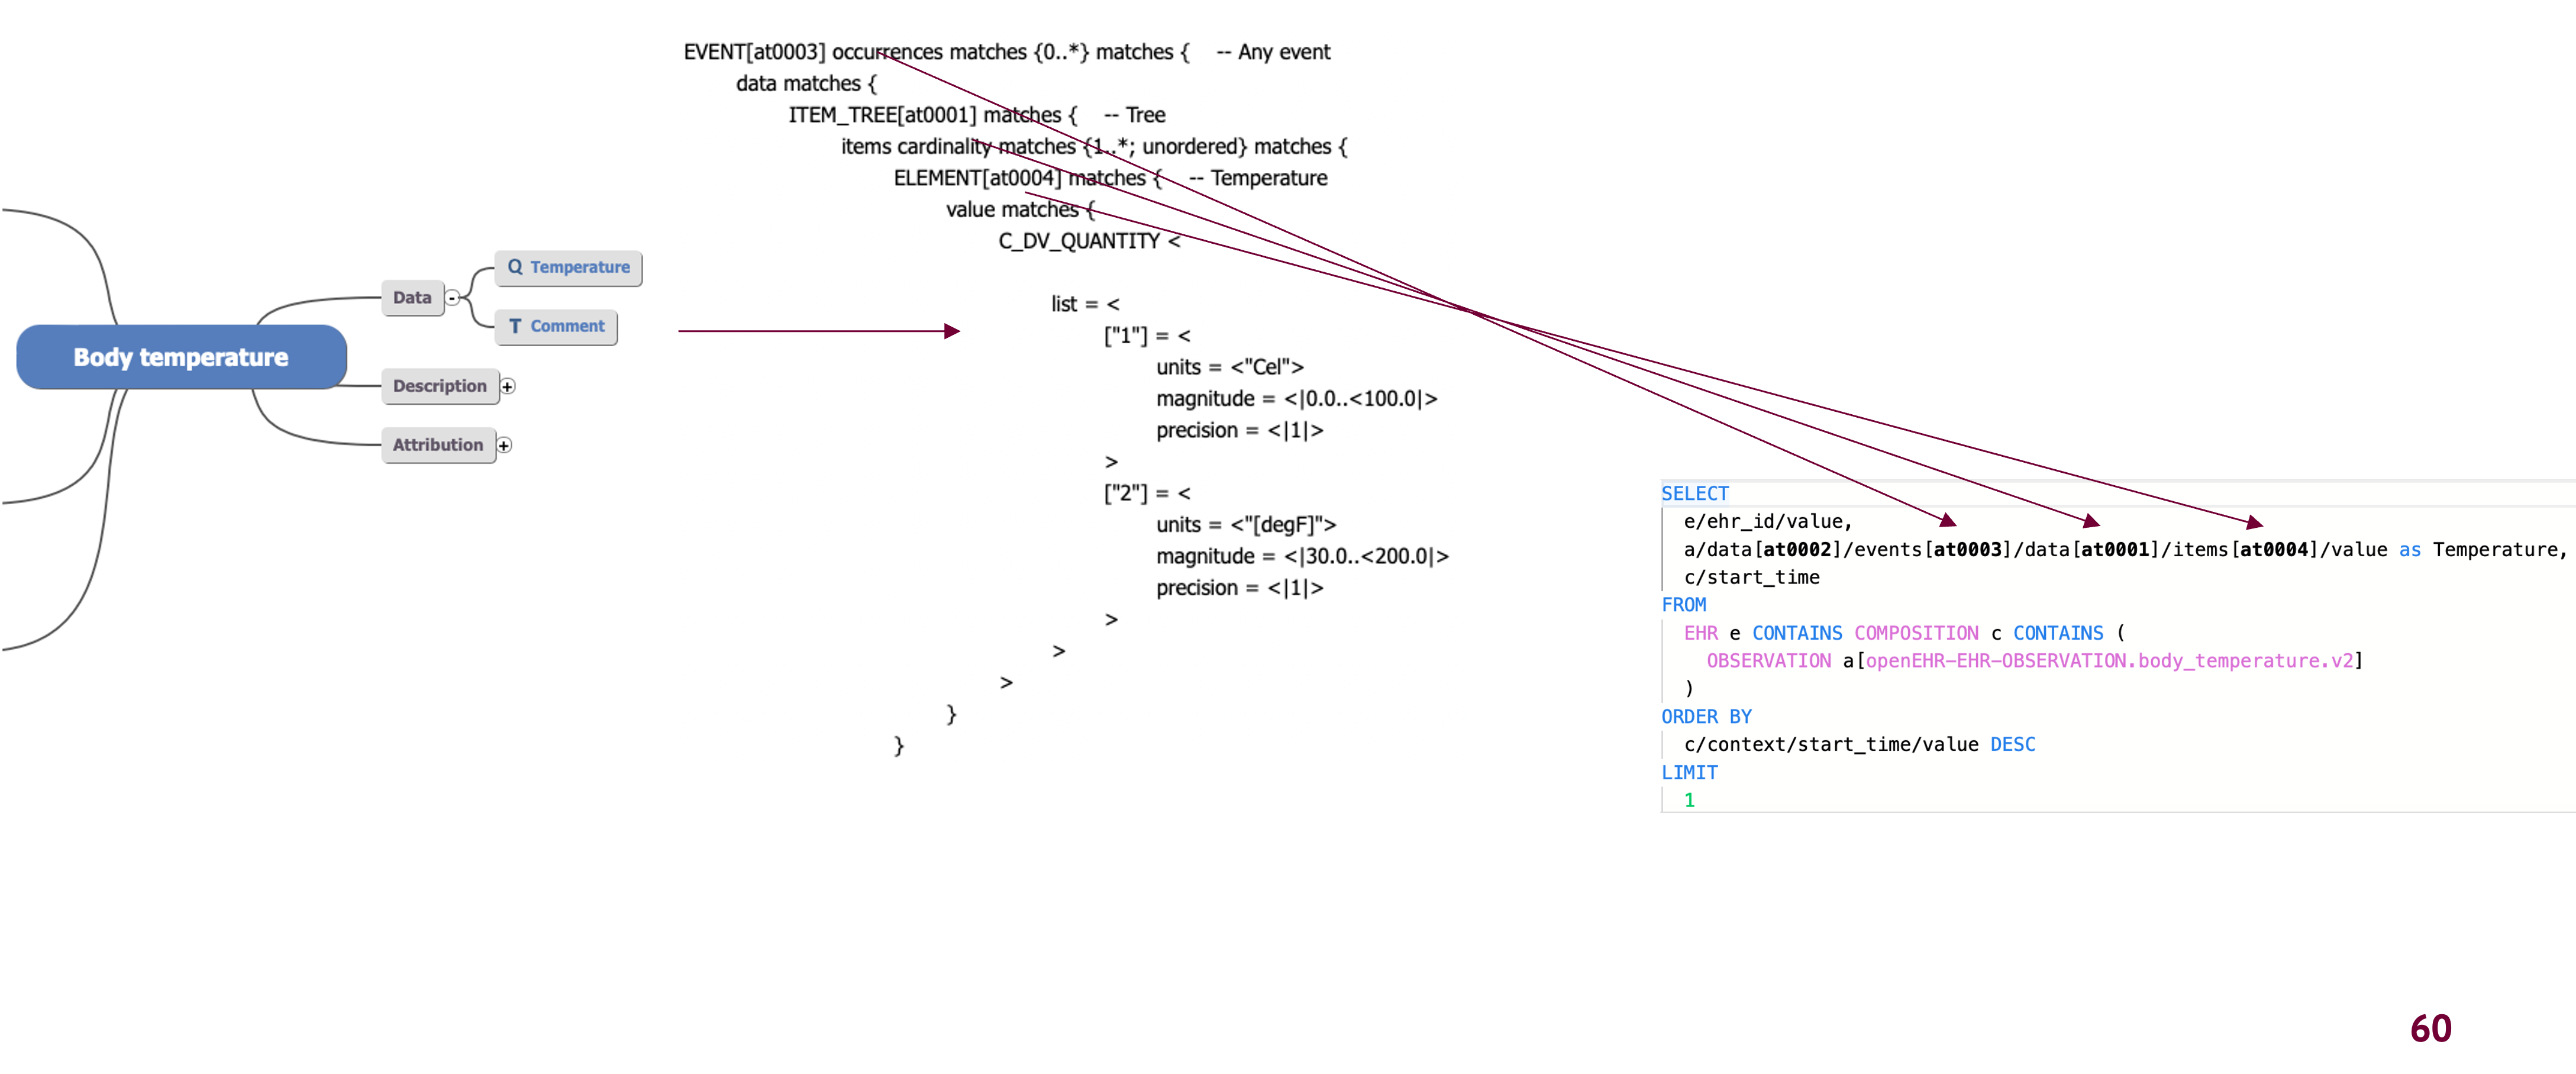 Body temperature
Data
-
Q Temperature
T Comment
Description
+
Attribution
+
EVENT[at0003] occurrences matches {0..*} matches {    -- Any event
data matches {
ITEM_TREE[at0001] matches {    -- Tree
items cardinality matches {1..*; unordered} matches {
ELEMENT[at0004] matches {    -- Temperature
value matches {
C_DV_QUANTITY <
list = <
["1"] = <
units = <"Cel">
magnitude = <|0.0..<100.0|>
precision = <|1|>
>
["2"] = <
units = <"[degF]">
magnitude = <|30.0..<200.0|>
precision = <|1|>
>
>
>
}
}
SELECT
e/ehr_id/value,
a/data[at0002]/events[at0003]/data[at0001]/items[at0004]/value as Temperature,
c/start_time
FROM
EHR e CONTAINS COMPOSITION c CONTAINS (
OBSERVATION a[openEHR-EHR-OBSERVATION.body_temperature.v2]
)
ORDER BY
c/context/start_time/value DESC
LIMIT
1
60